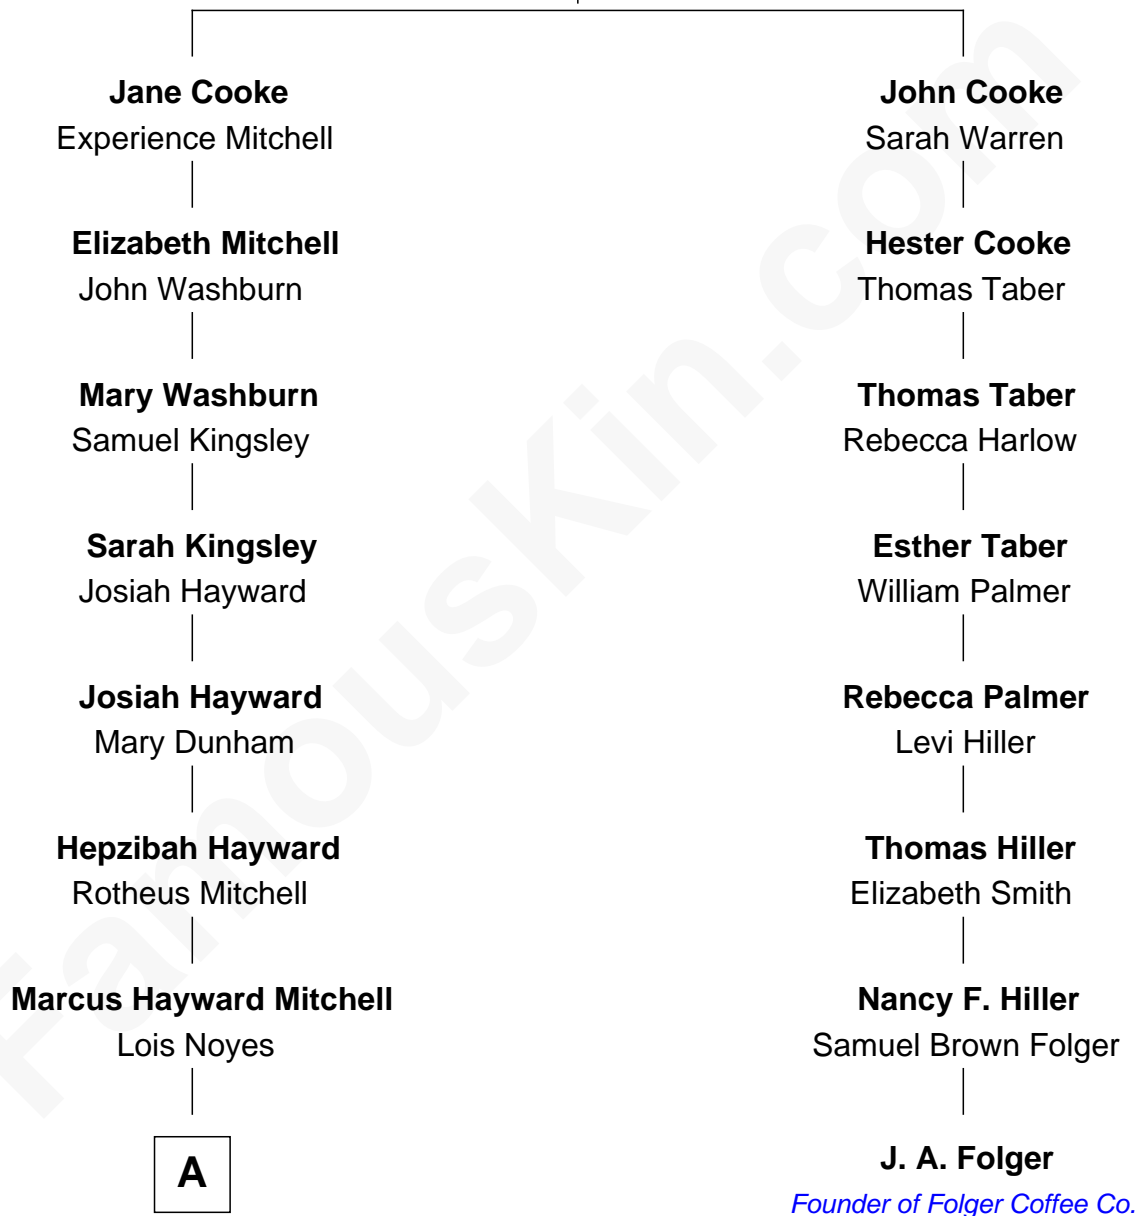 Jane Cooke
Experience Mitchell
Elizabeth Mitchell
John Washburn
Mary Washburn
Samuel Kingsley
Sarah Kingsley
Josiah Hayward
Josiah Hayward
Mary Dunham
Hepzibah Hayward
Rotheus Mitchell
Marcus Hayward Mitchell
Lois Noyes
A
John Cooke
Sarah Warren
Hester Cooke
Thomas Taber
Thomas Taber
Rebecca Harlow
Esther Taber
William Palmer
Rebecca Palmer
Levi Hiller
Thomas Hiller
Elizabeth Smith
Nancy F. Hiller
Samuel Brown Folger
J. A. Folger
Founder of Folger Coffee Co.
FamousKin.com